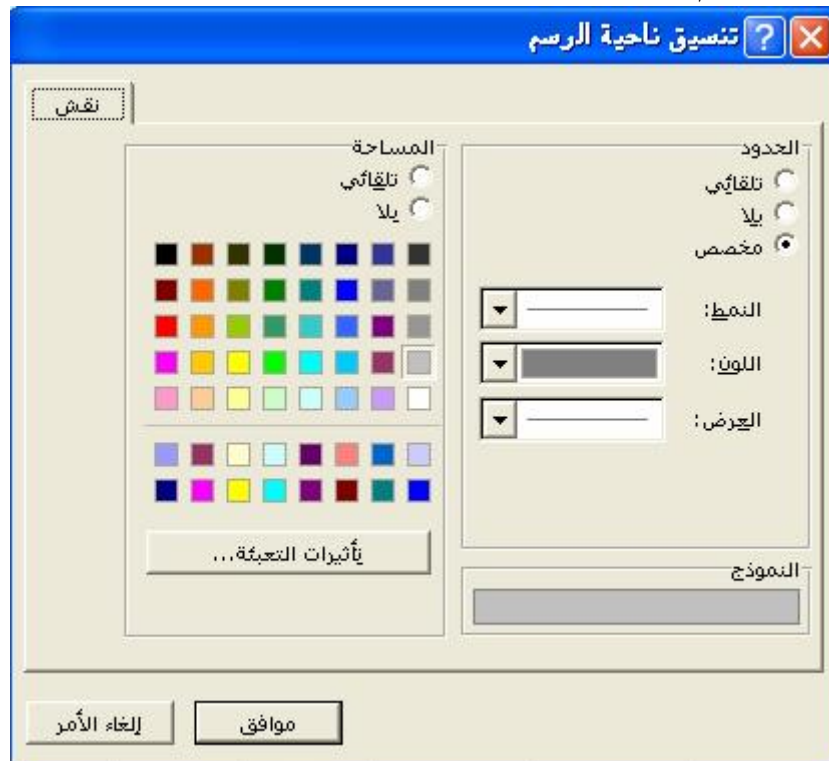 تنسيق ناحية الرسم
نقش
الحدود
تلقائي
بلا
مخصص
النمط:
اللون:
العرض:
النموذج
المساحة
تلقائي
بلا
تأثيرات التعبئة...
موافق
إلغاء الأمر